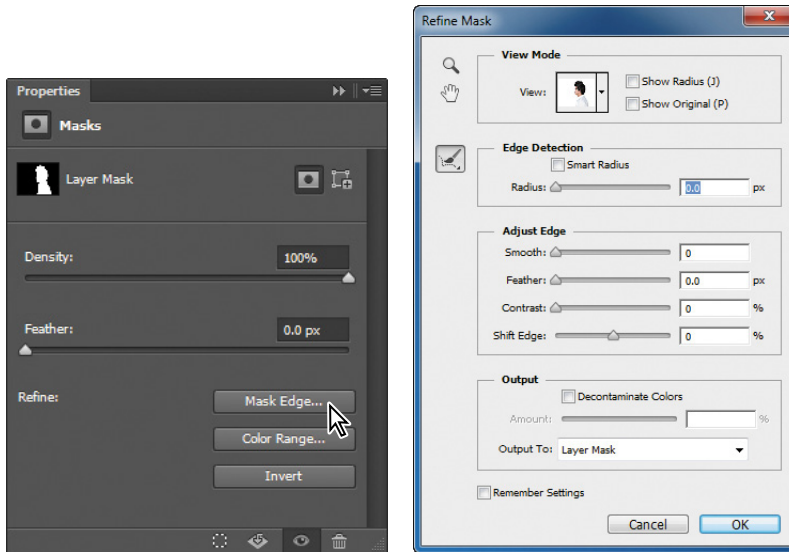 Properties
Masks
Layer Mask
Density: 100%
Feather: 0.0 px
Refine: Mask Edge...
Color Range...
Invert
Refine Mask
View Mode
View:
Show Radius (J)
Show Original (P)
Edge Detection
Smart Radius
Radius: 0.0 px
Adjust Edge
Smooth: 0
Feather: 0.0 px
Contrast: 0 %
Shift Edge: 0 %
Output
Decontaminate Colors
Amount: %
Output To: Layer Mask
Remember Settings
Cancel OK